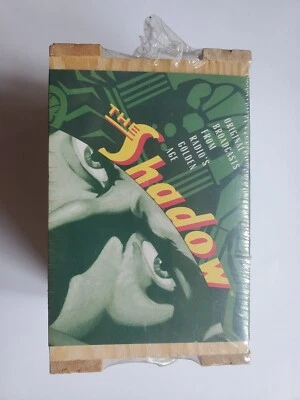 THE
Shadow
ORIGINAL
BROADCASTS
FROM
RADIO'S
GOLDEN
AGE